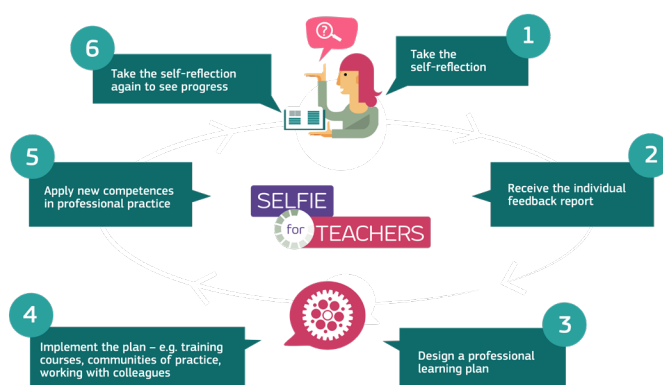 1
Take the
self-reflection
2
Receive the individual
feedback report
3
Design a professional
learning plan
4
Implement the plan – e.g. training
courses, communities of practice,
working with colleagues
5
Apply new competences
in professional practice
6
Take the self-reflection
again to see progress
?
SELFIE
for TEACHERS